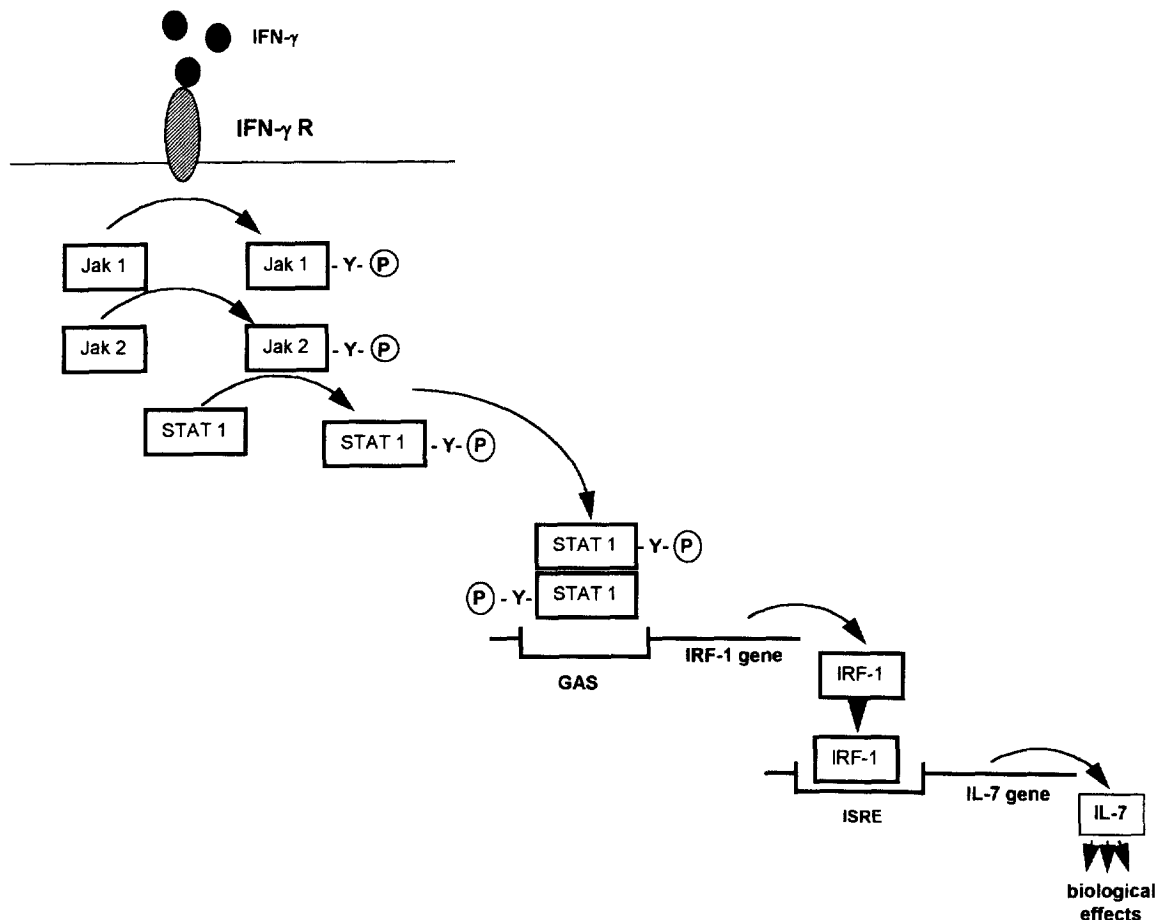 IFN-γ
IFN-γ R
Jak 1
Jak 1 - Y- P
Jak 2
Jak 2 - Y- P
STAT 1
STAT 1 - Y- P
STAT 1 - Y- P
P - Y- STAT 1
GAS
IRF-1 gene
IRF-1
IRF-1
ISRE
IL-7 gene
IL-7
biological
effects